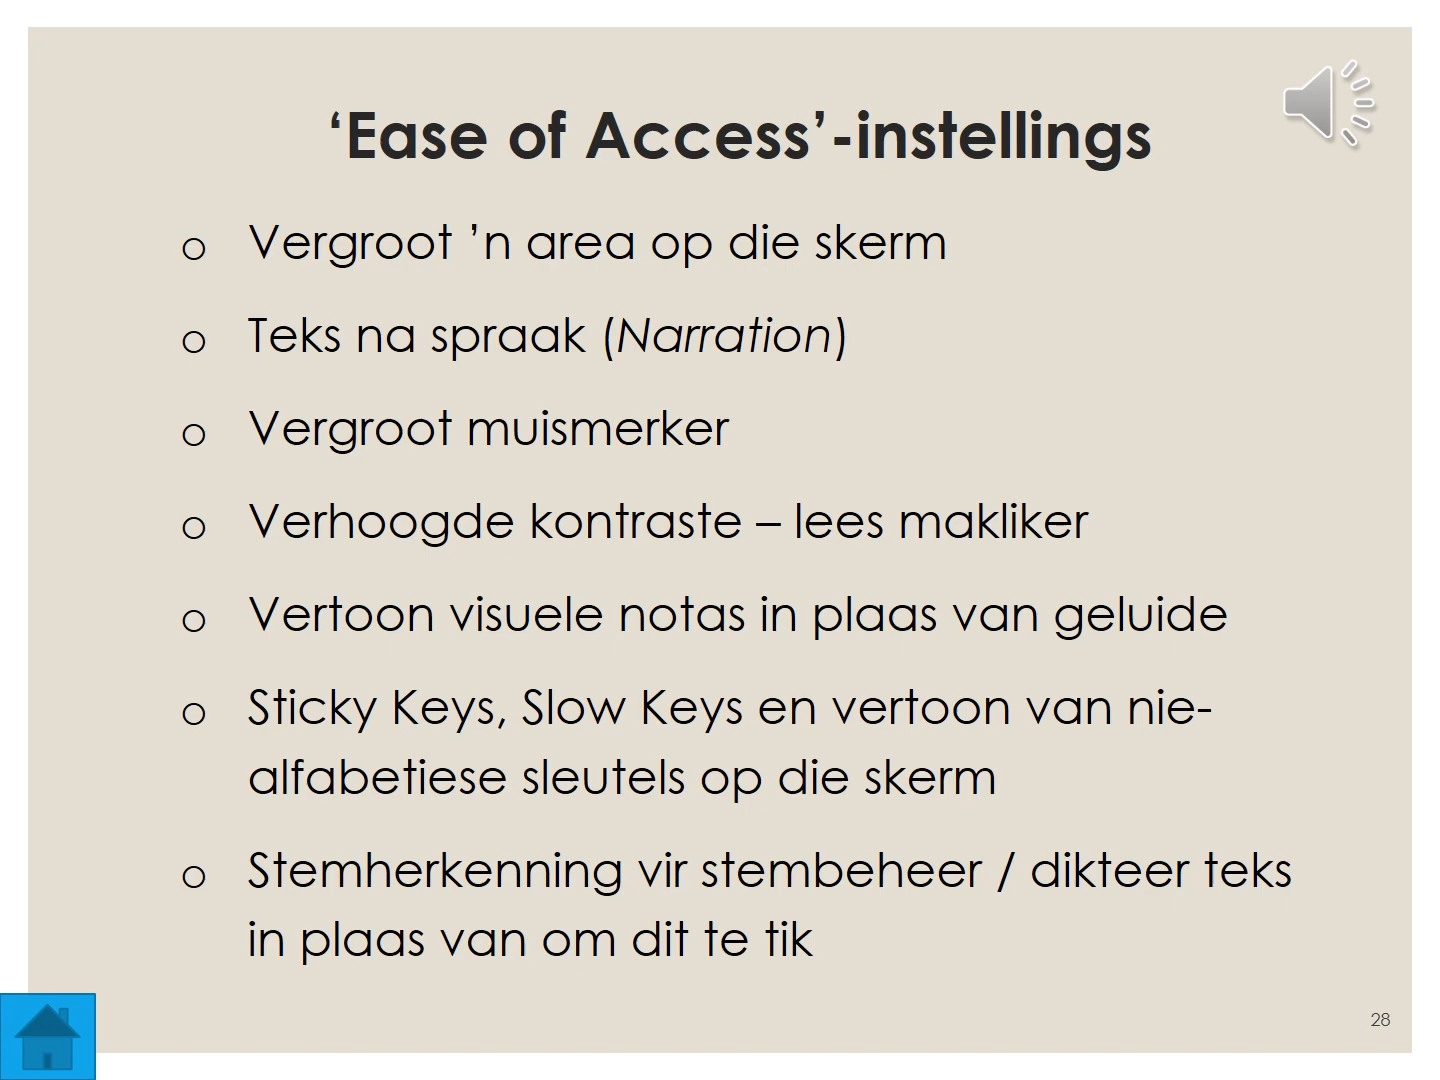 ‘Ease of Access’-instellings
o Vergroot ’n area op die skerm
o Teks na spraak (Narration)
o Vergroot muismerker
o Verhoogde kontraste – lees makliker
o Vertoon visuele notas in plaas van geluide
o Sticky Keys, Slow Keys en vertoon van nie-
alfabetiese sleutels op die skerm
o Stemherkenning vir stembeheer / dikteer teks
in plaas van om dit te tik
28